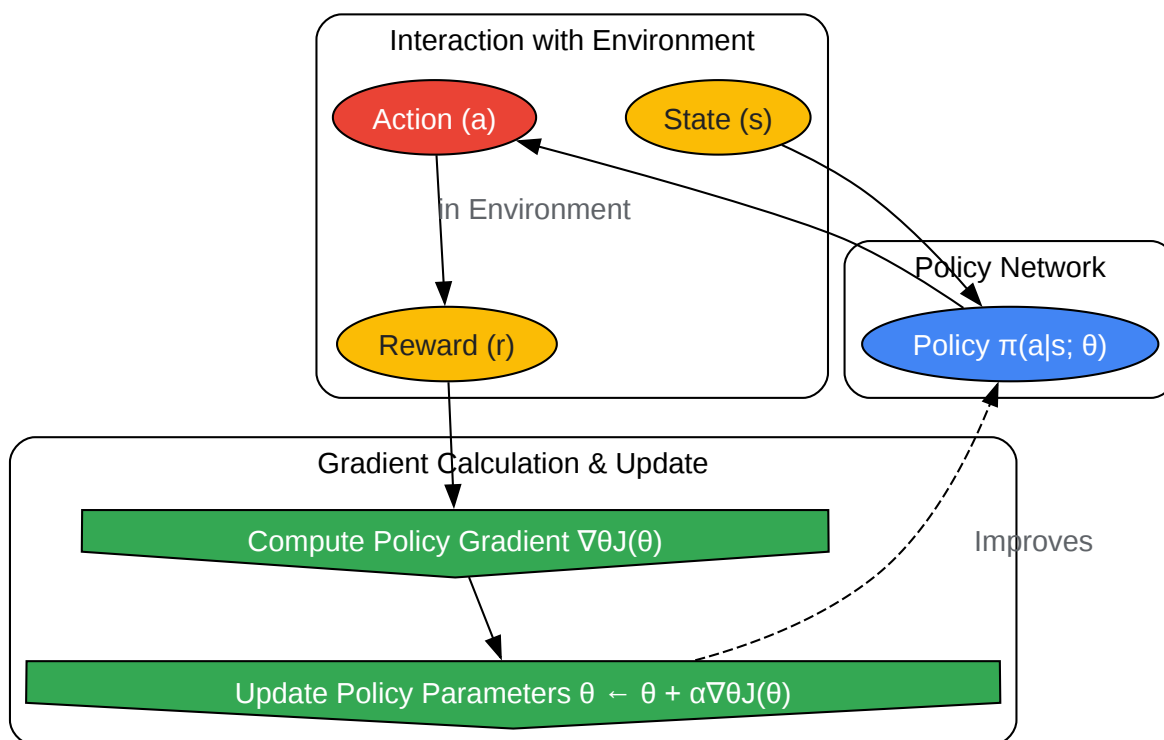 Interaction with Environment
Action (a)
State (s)
in Environment
Policy Network
Reward (r)
Policy π(a|s; θ)
Gradient Calculation & Update
Compute Policy Gradient ∇θJ(θ)
Improves
Update Policy Parameters θ ← θ + α∇θJ(θ)